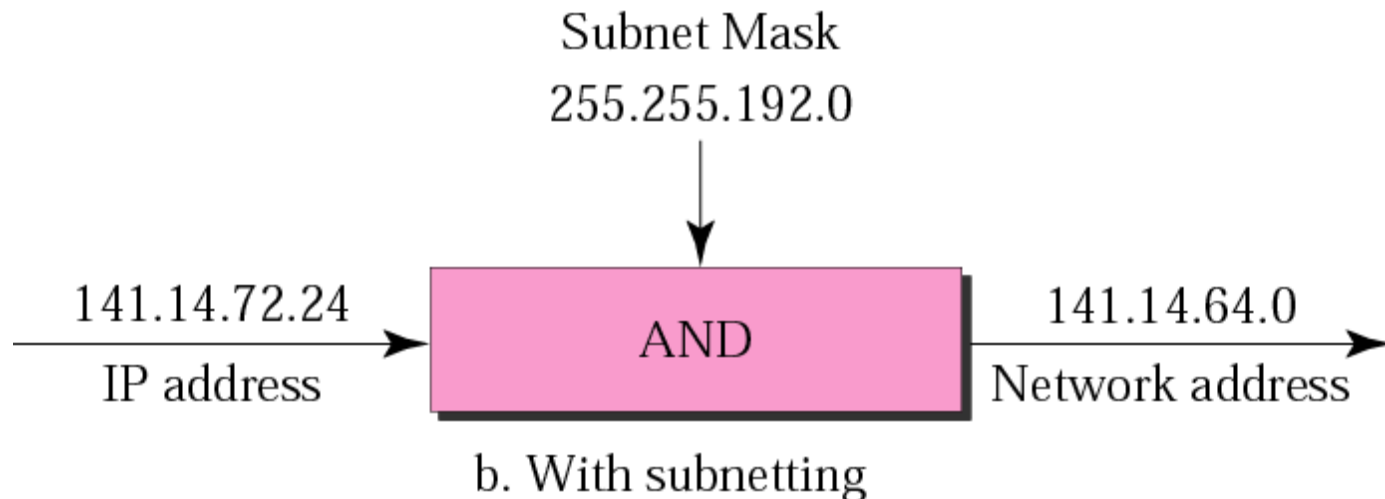 Subnet Mask
255.255.192.0
141.14.72.24
IP address
AND
141.14.64.0
Network address
b. With subnetting